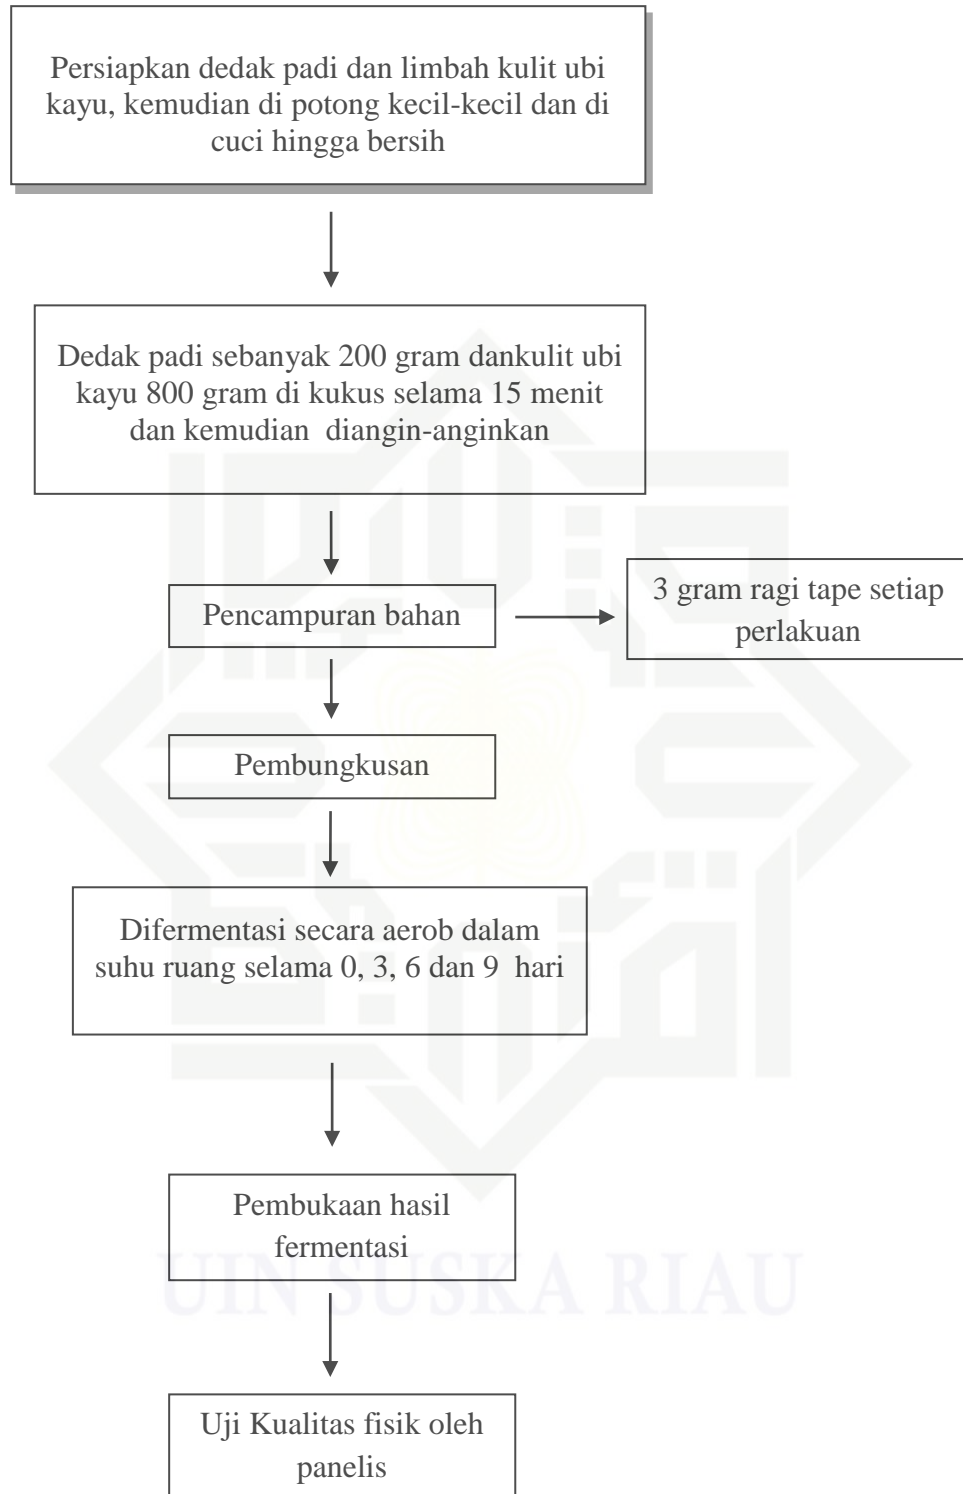 Persiapkan dedak padi dan limbah kulit ubi
kayu, kemudian di potong kecil-kecil dan di
cuci hingga bersih
Dedak padi sebanyak 200 gram dankulit ubi
kayu 800 gram di kukus selama 15 menit
dan kemudian diangin-anginkan
Pencampuran bahan
3 gram ragi tape setiap
perlakuan
Pembungkusan
Difermentasi secara aerob dalam
suhu ruang selama 0, 3, 6 dan 9 hari
Pembukaan hasil
fermentasi
UIN SUSKA RIAU
Uji Kualitas fisik oleh
panelis